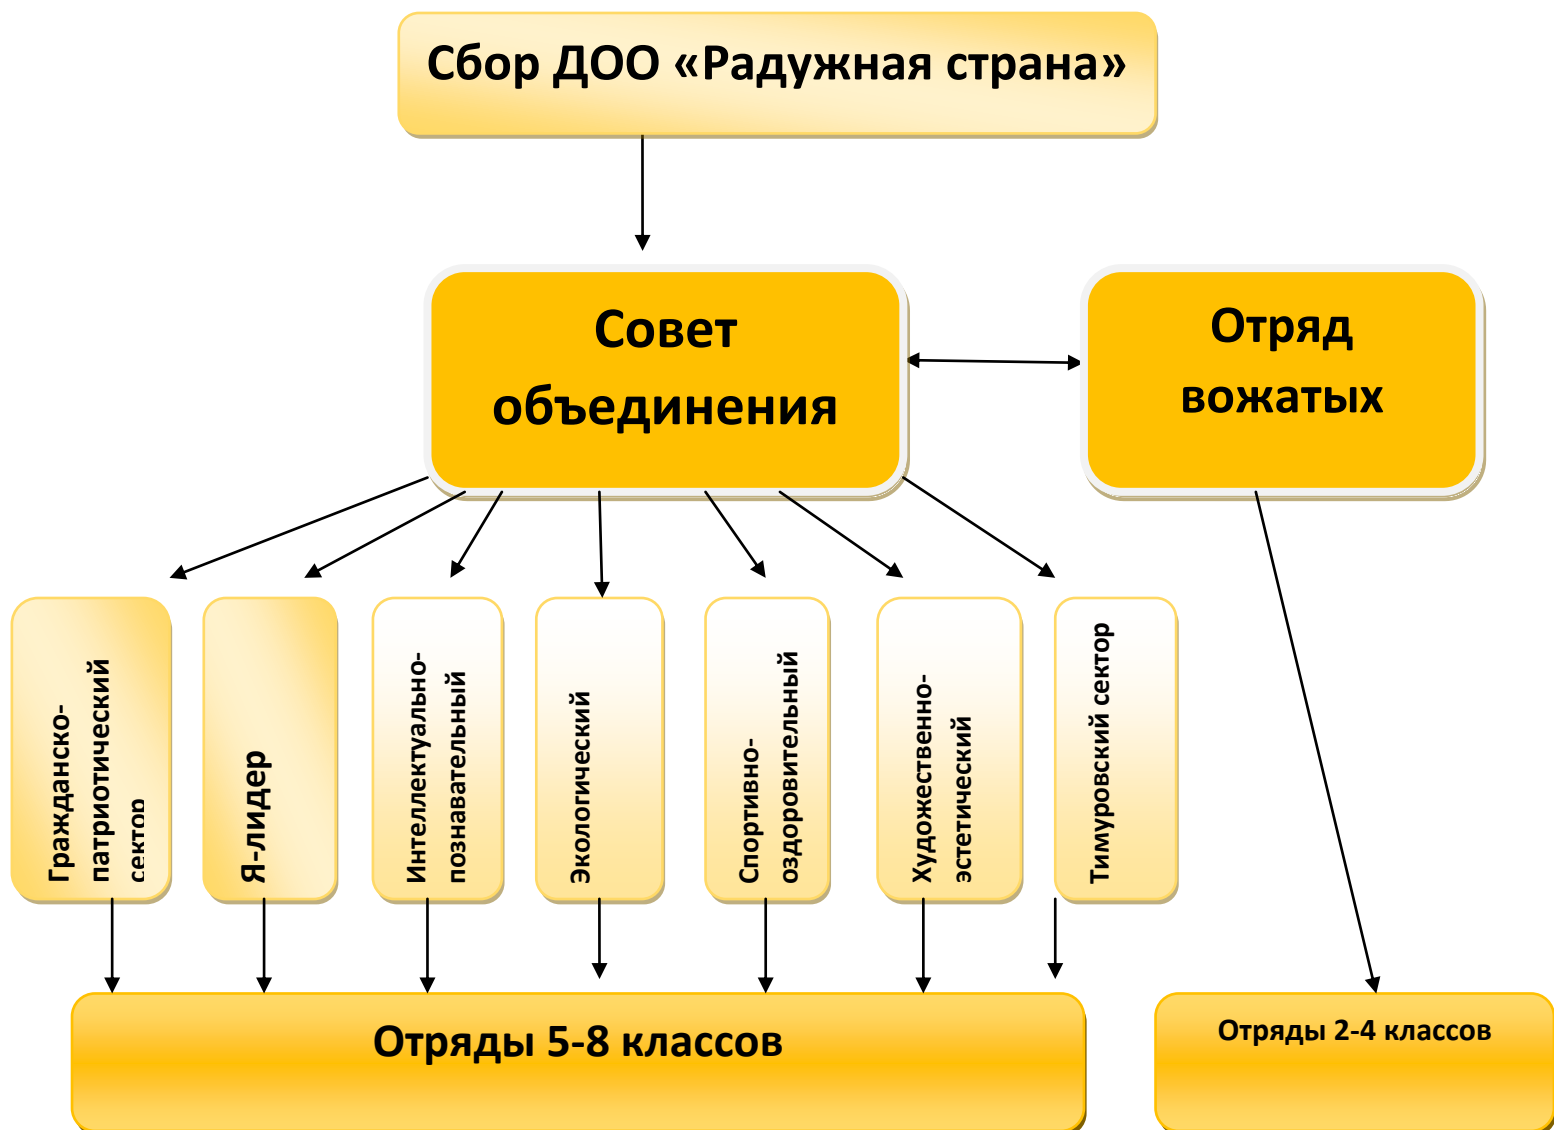 Сбор ДОО «Радужная страна»
Совет
объединения
Отряд
вожатых
Гражданско-
патриотический
сектор
Я-лидер
Интеллектуально-
познавательный
Экологический
Спортивно-
оздоровительный
Художественно-
эстетический
Тимуровский сектор
Отряды 5-8 классов
Отряды 2-4 классов